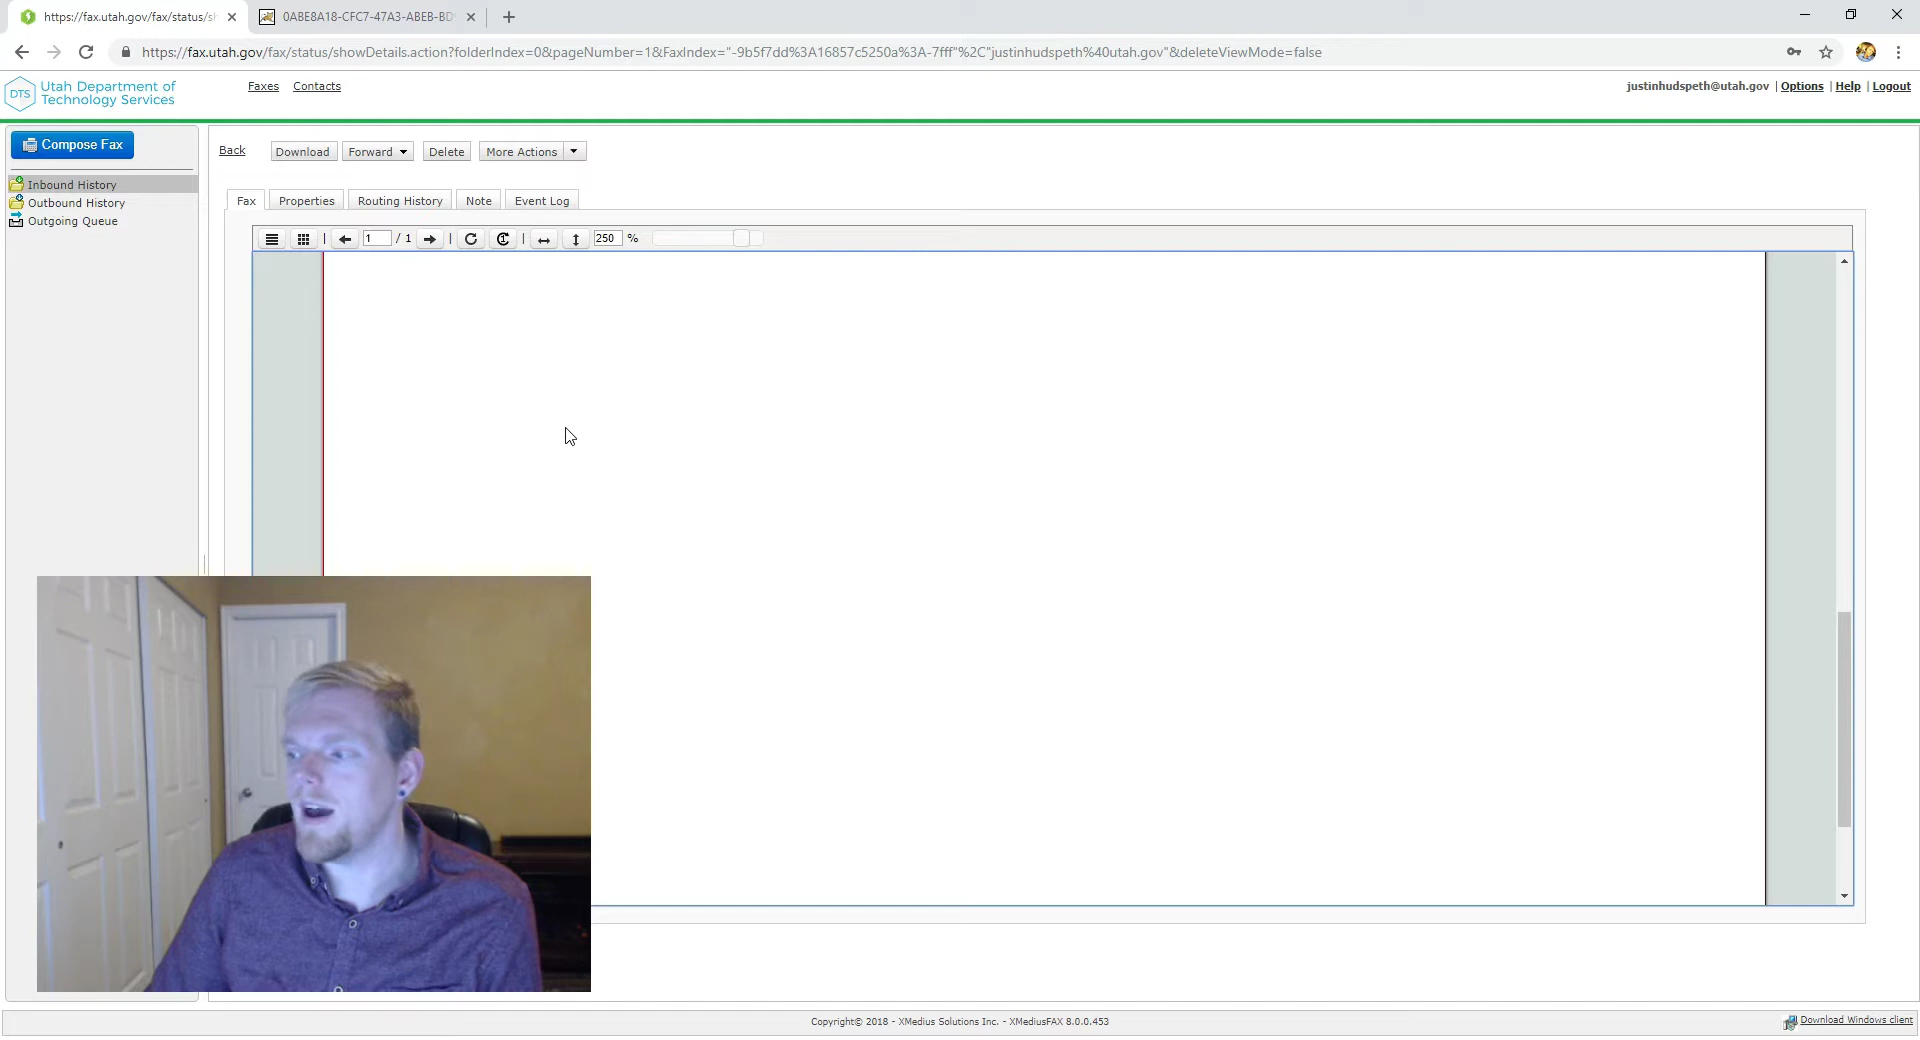 https://fax.utah.gov/fax/status/sh
0ABE8A18-CFC7-47A3-ABEB-BD
https://fax.utah.gov/fax/status/showDetails.action?folderIndex=0&pageNumber=1&FaxIndex="-9b5f7dd%3A16857c5250a%3A-7fff"%2C"justinhudspeth%40utah.gov"&deleteViewMode=false
DTS
Utah Department of
Technology Services
Faxes
Contacts
justinhudspeth@utah.gov | Options | Help | Logout
Compose Fax
Inbound History
Outbound History
Outgoing Queue
Back
Download
Forward
Delete
More Actions
Fax
Properties
Routing History
Note
Event Log
1 / 1
250 %
Copyright© 2018 - XMedius Solutions Inc. - XMediusFAX 8.0.0.453
Download Windows client